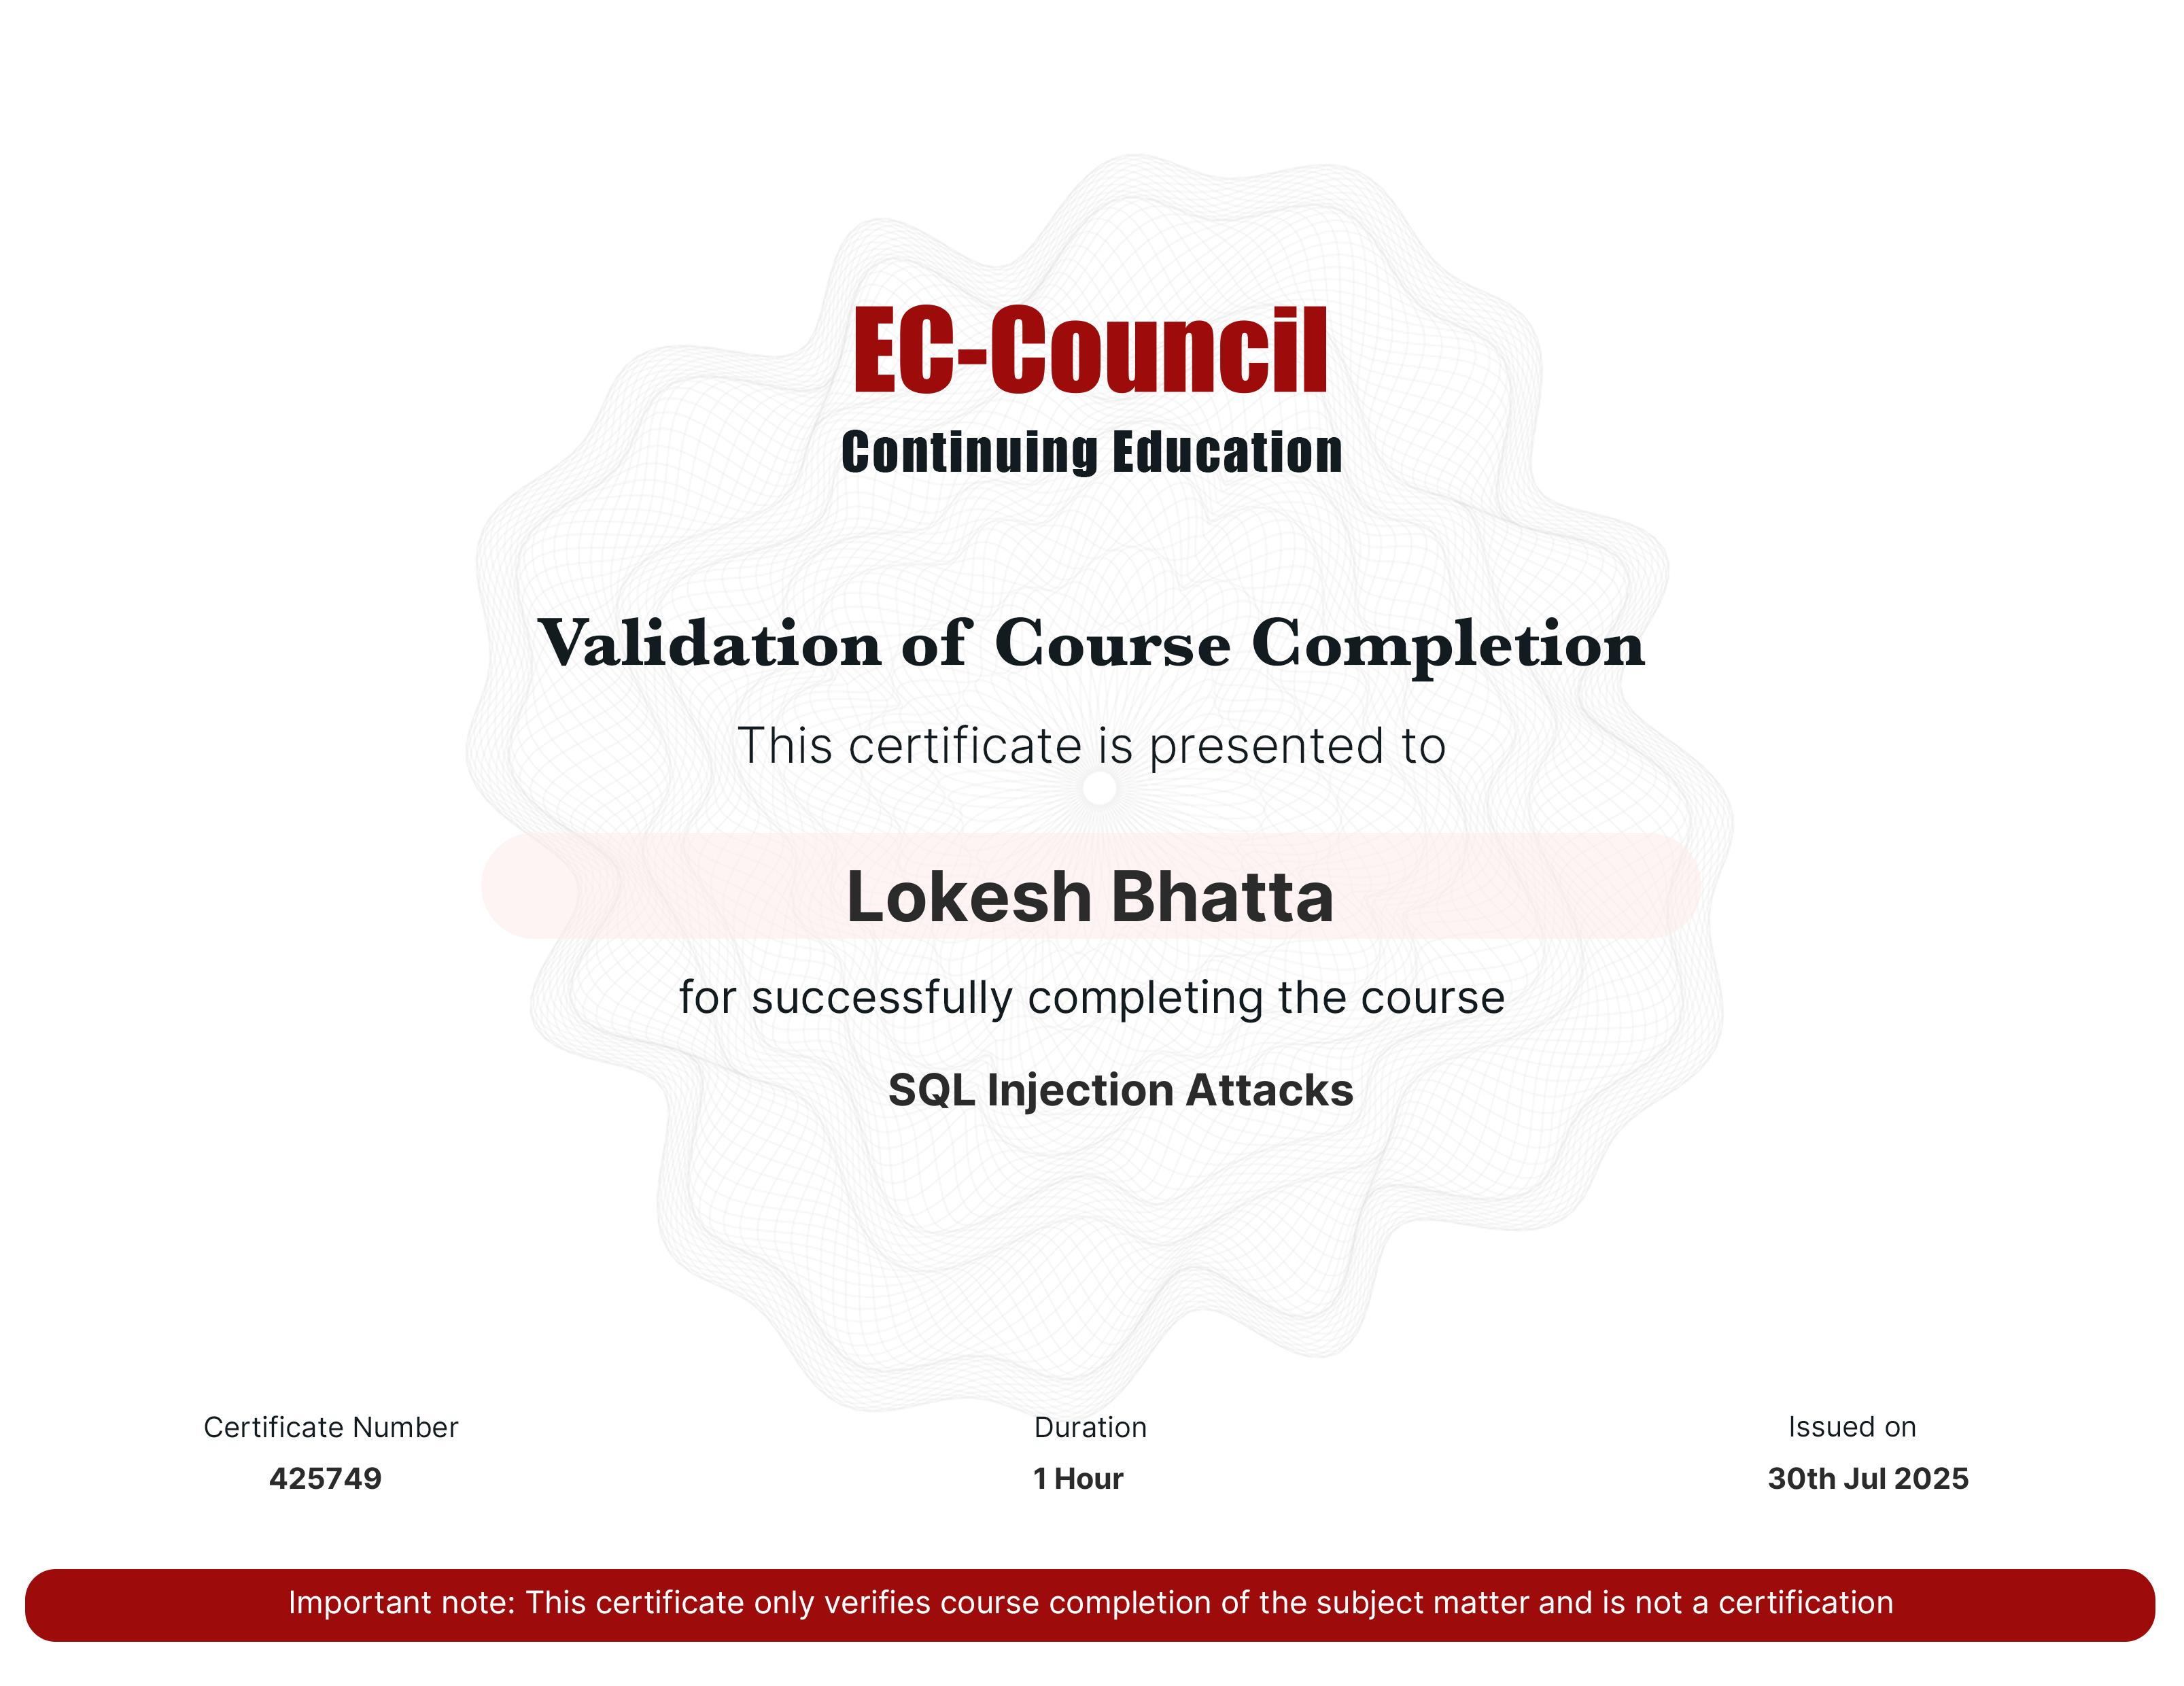 EC-Council
Continuing Education
Validation of Course Completion
This certificate is presented to
Lokesh Bhatta
for successfully completing the course
SQL Injection Attacks
Certificate Number
425749
Duration
1 Hour
Issued on
30th Jul 2025
Important note: This certificate only verifies course completion of the subject matter and is not a certification